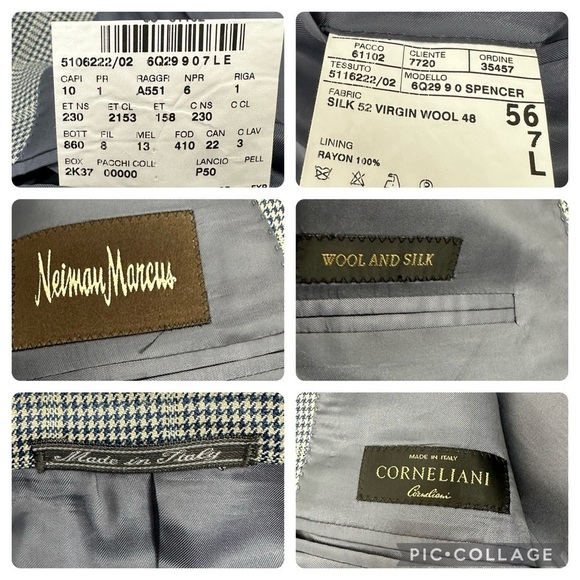 5106222/02 6Q29 9 0 7 L E
CAPI PR RAGGR NPR RIGA
10 1 A551 6 1
ET NS ET CL ET C NS C CL
230 2153 158 230
BOTT FIL MEL FOD CAN C LAV
860 8 13 410 22 3
BOX PACCHI COLL LANCIO PELL
2K37 00000 P50
PACCO CLIENTE ORDINE
61102 7720 35457
TESSUTO MODELLO
5116222/02 6Q29 9 0 SPENCER
FABRIC
SILK 52 VIRGIN WOOL 48
56
7
L
LINING
RAYON 100%
Neiman Marcus
WOOL AND SILK
Made in Italy
MADE IN ITALY
CORNELIANI
Corneliani
PIC•COLLAGE